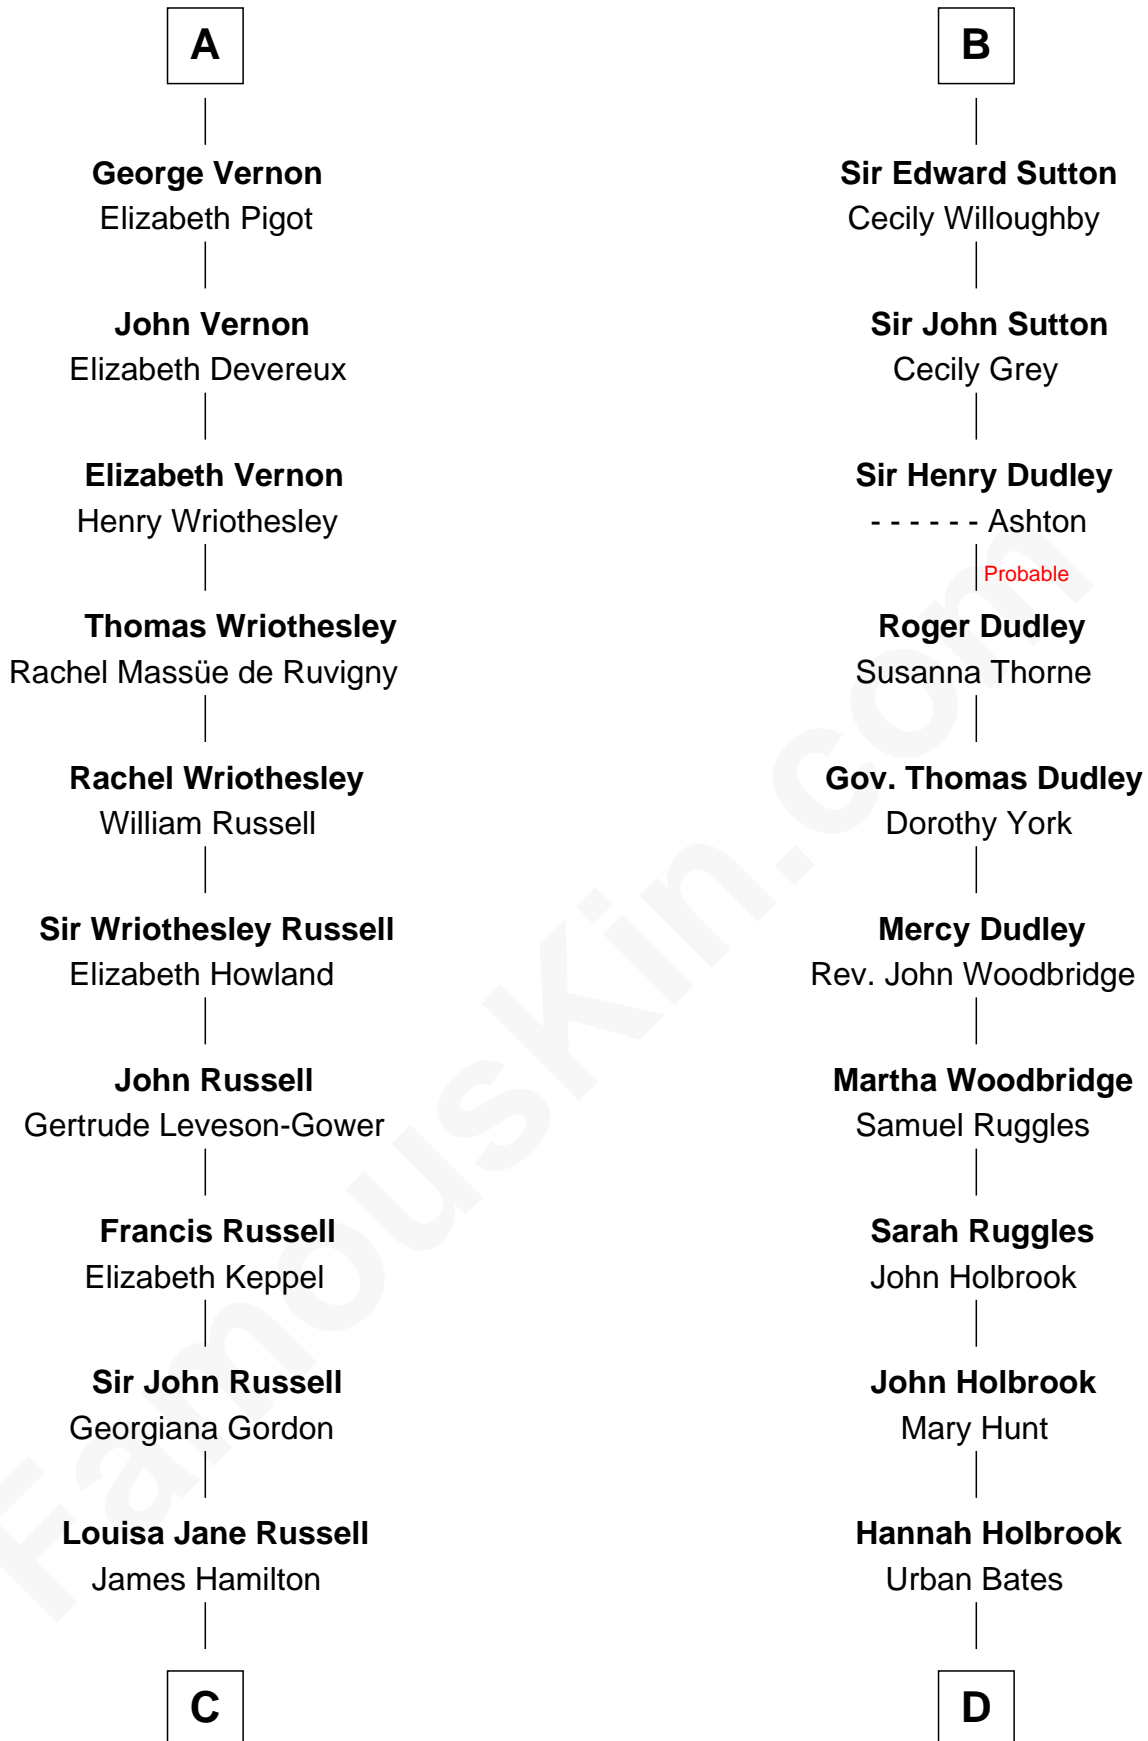 A
George Vernon
Elizabeth Pigot
John Vernon
Elizabeth Devereux
Elizabeth Vernon
Henry Wriothesley
Thomas Wriothesley
Rachel Massüe de Ruvigny
Rachel Wriothesley
William Russell
Sir Wriothesley Russell
Elizabeth Howland
John Russell
Gertrude Leveson-Gower
Francis Russell
Elizabeth Keppel
Sir John Russell
Georgiana Gordon
Louisa Jane Russell
James Hamilton
C
B
Sir Edward Sutton
Cecily Willoughby
Sir John Sutton
Cecily Grey
Sir Henry Dudley
- - - - - - Ashton
Probable
Roger Dudley
Susanna Thorne
Gov. Thomas Dudley
Dorothy York
Mercy Dudley
Rev. John Woodbridge
Martha Woodbridge
Samuel Ruggles
Sarah Ruggles
John Holbrook
John Holbrook
Mary Hunt
Hannah Holbrook
Urban Bates
D
FamousKin.com